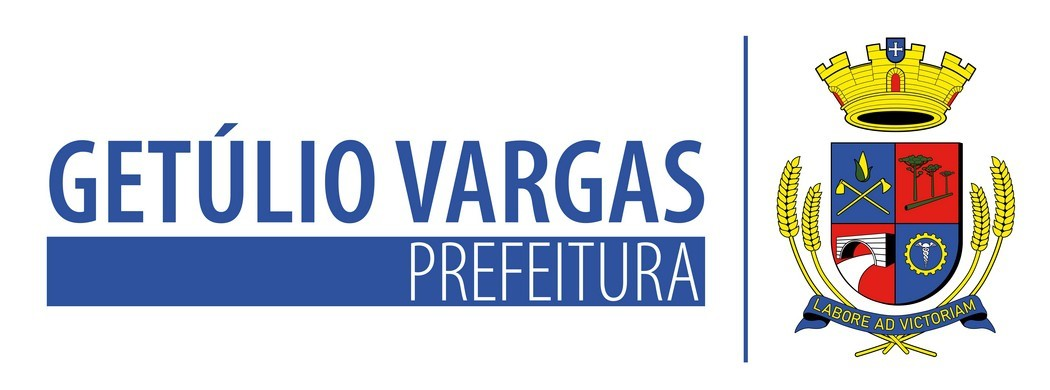 GETÚLIO VARGAS
PREFEITURA
LABORE AD VICTORIAM